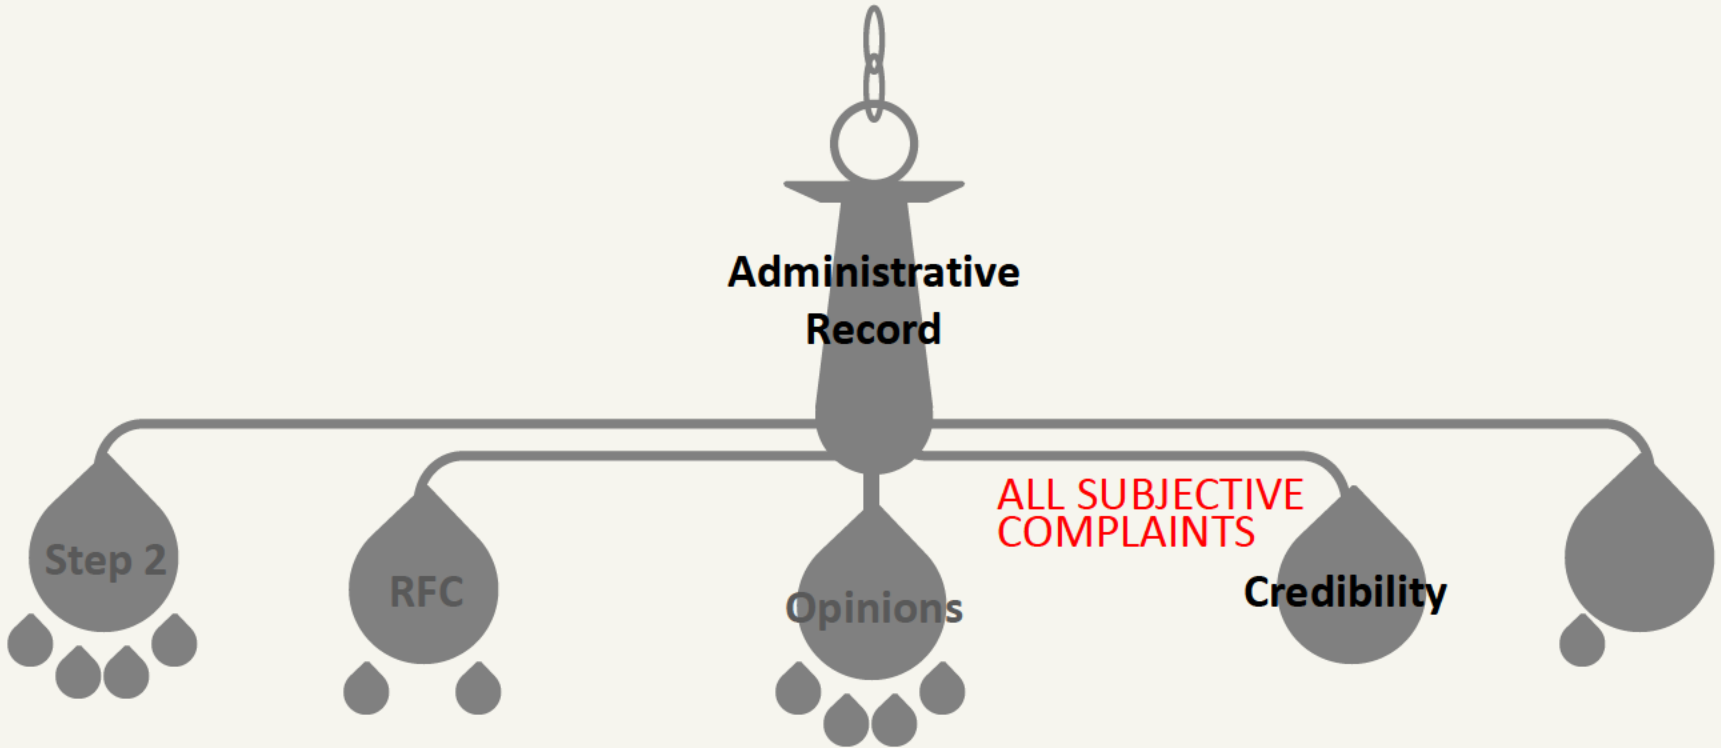 Administrative
Record
ALL SUBJECTIVE
COMPLAINTS
Step 2
RFC
Opinions
Credibility